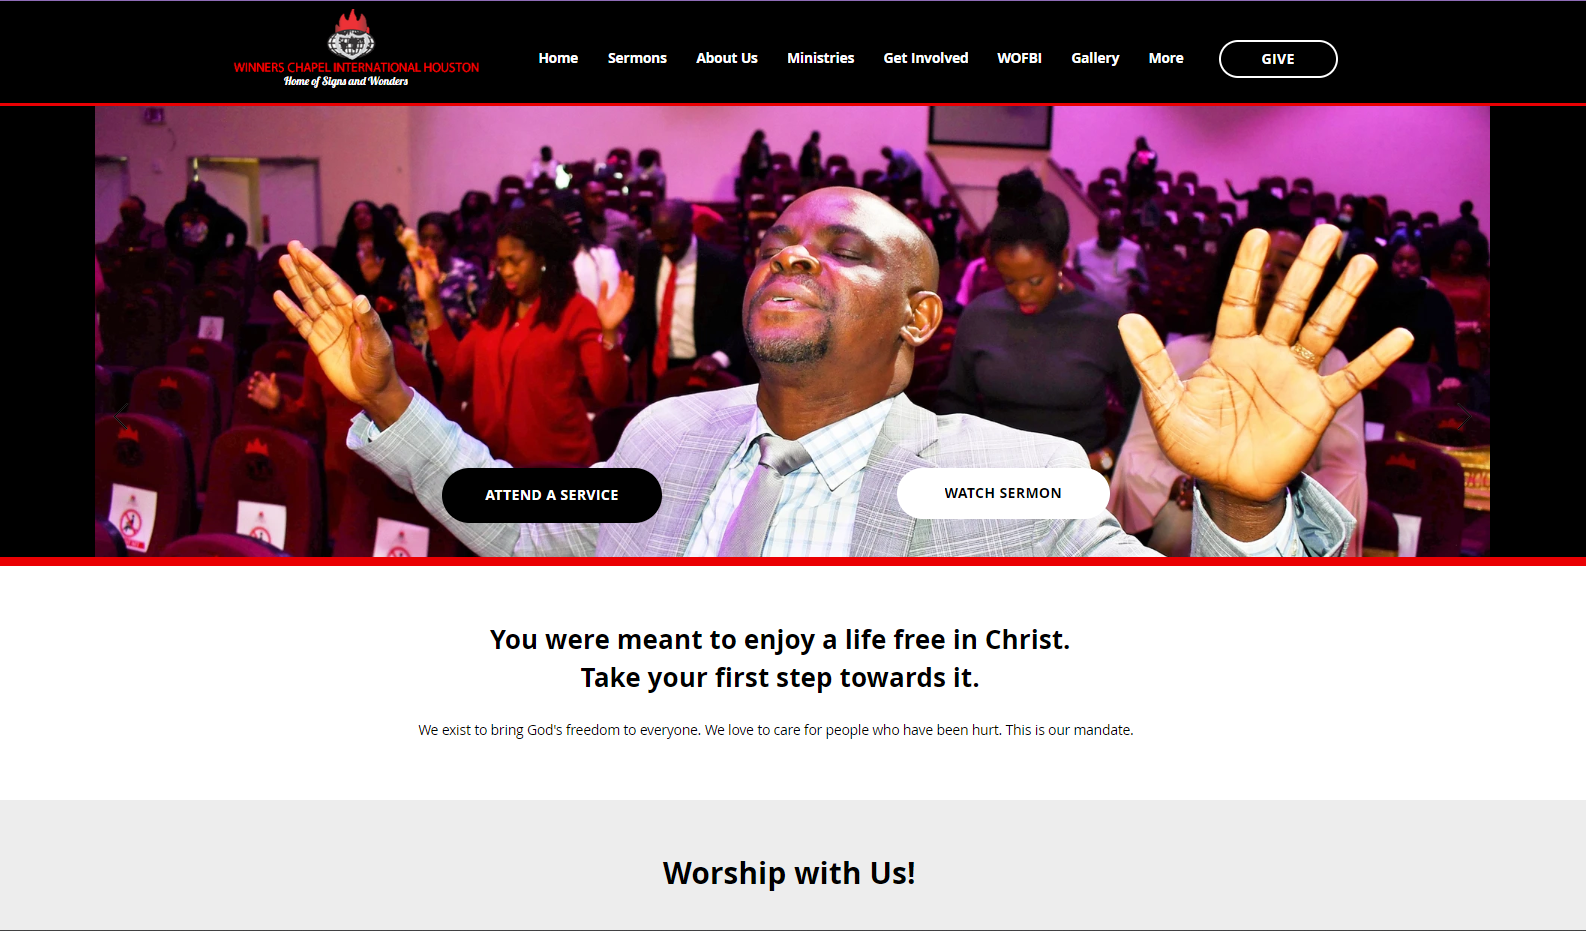 WINNERS CHAPEL INTERNATIONAL HOUSTON
Home of Signs and Wonders
Home Sermons About Us Ministries Get Involved WOFBI Gallery More GIVE
ATTEND A SERVICE WATCH SERMON
You were meant to enjoy a life free in Christ.
Take your first step towards it.
We exist to bring God's freedom to everyone. We love to care for people who have been hurt. This is our mandate.
Worship with Us!